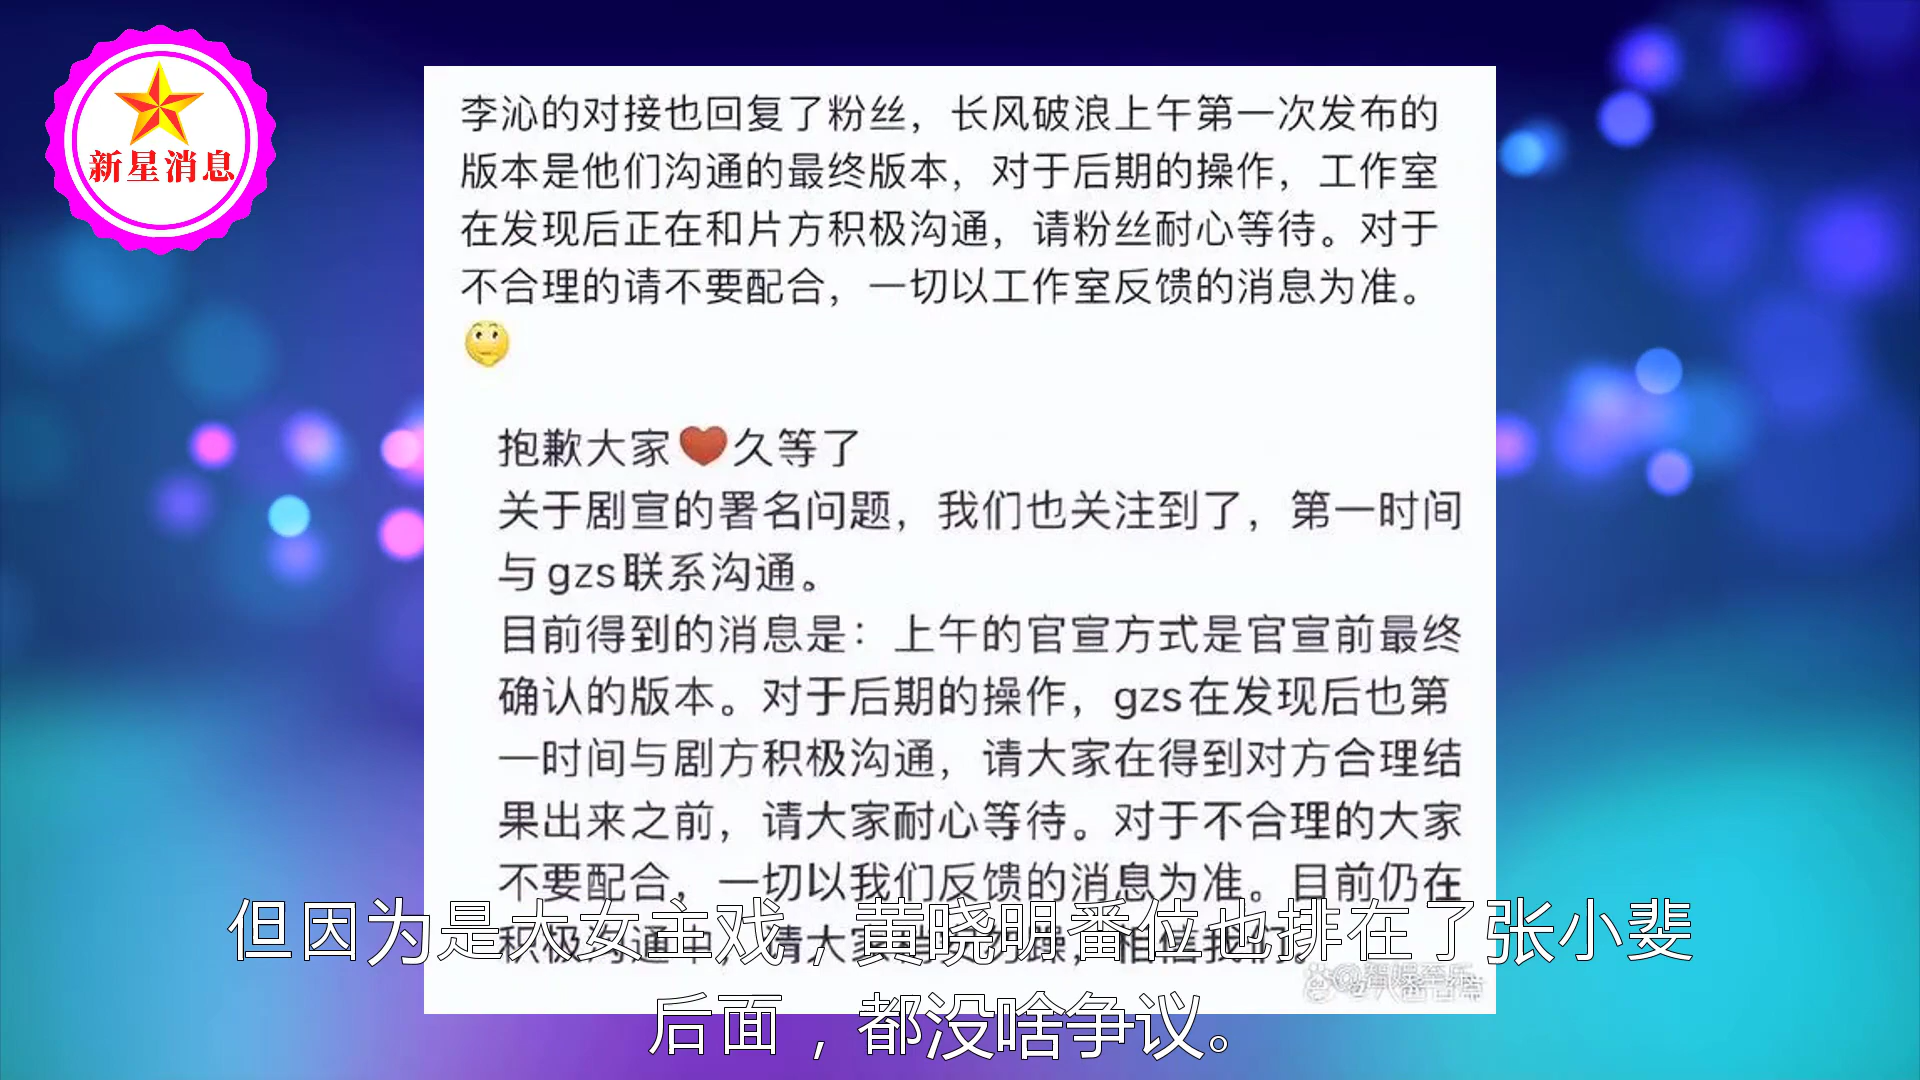 新星消息
李沁的对接也回复了粉丝，长风破浪上午第一次发布的
版本是他们沟通的最终版本，对于后期的操作，工作室
在发现后正在和片方积极沟通，请粉丝耐心等待。对于
不合理的请不要配合，一切以工作室反馈的消息为准。
抱歉大家❤️久等了
关于剧宣的署名问题，我们也关注到了，第一时间
与gzs联系沟通。
目前得到的消息是：上午的官宣方式是官宣前最终
确认的版本。对于后期的操作，gzs在发现后也第
一时间与剧方积极沟通，请大家在得到对方合理结
果出来之前，请大家耐心等待。对于不合理的大家
不要配合，一切以我们反馈的消息为准。目前仍在
积极沟通中，请大家
相信我们
但因为是大女主戏，黄晓明番位也排在了张小斐
后面，都没啥争议。